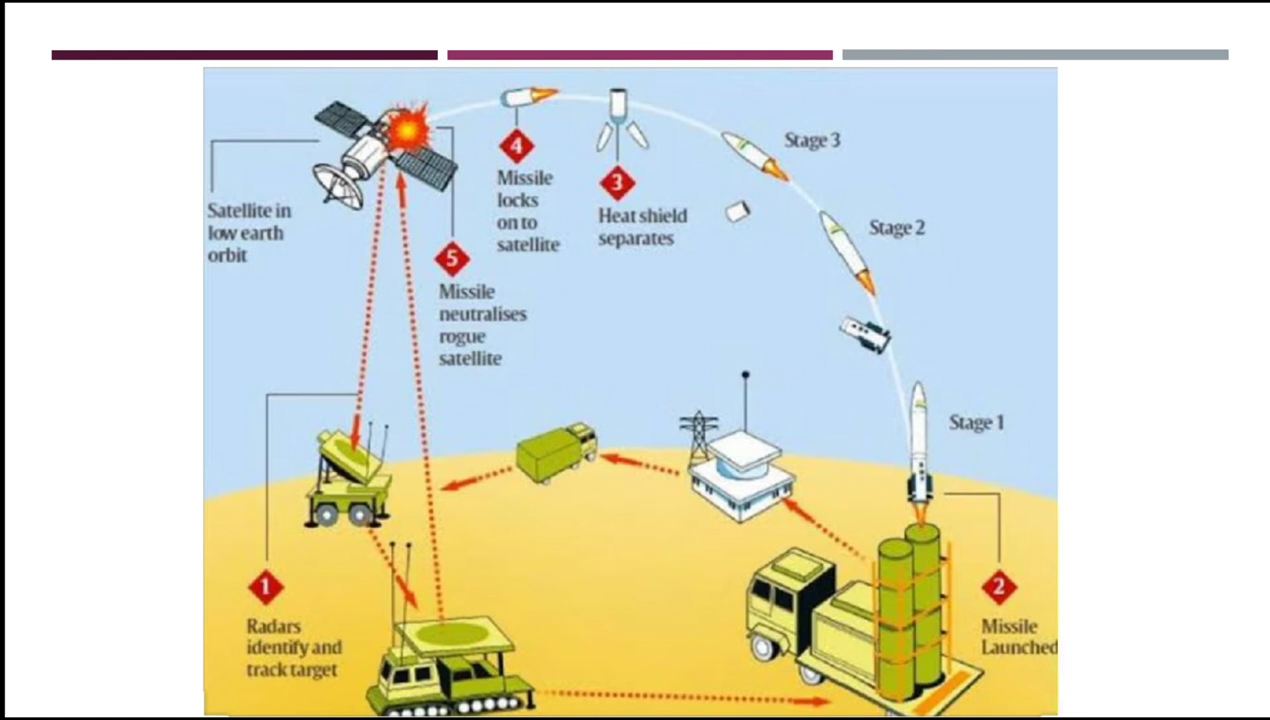 Satellite in
low earth
orbit
4
Missile
locks
on to
satellite
3
Heat shield
separates
Stage 3
Stage 2
5
Missile
neutralises
rogue
satellite
Stage 1
1
Radars
identify and
track target
2
Missile
Launched